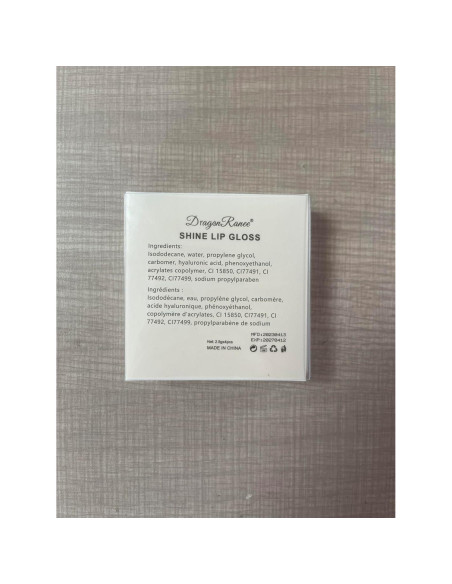 DragonRanee®
SHINE LIP GLOSS
Ingredients:
Isododecane, water, propylene glycol,
carbomer, hyaluronic acid, phenoxyethanol,
acrylates copolymer, CI 15850, CI77491, CI
77492, CI77499, sodium propylparaben
Ingrédients :
Isododécane, eau, propylène glycol, carbomère,
acide hyaluronique, phénoxyéthanol,
copolymère d'acrylates, CI 15850, CI77491, CI
77492, CI77499, propylparabène de sodium
MADE IN CHINA